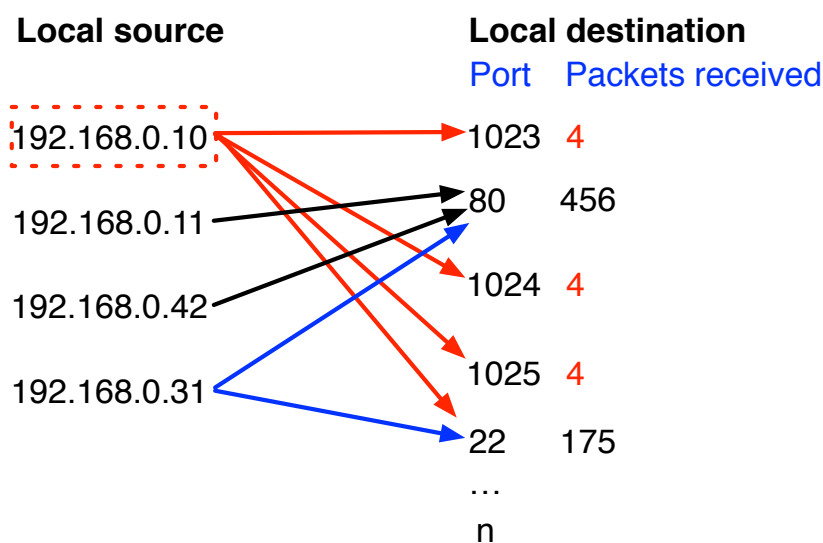 Local source Local destination
Port Packets received
192.168.0.10 1023 4
192.168.0.11 80 456
192.168.0.42 1024 4
192.168.0.31 1025 4
22 175
...
n